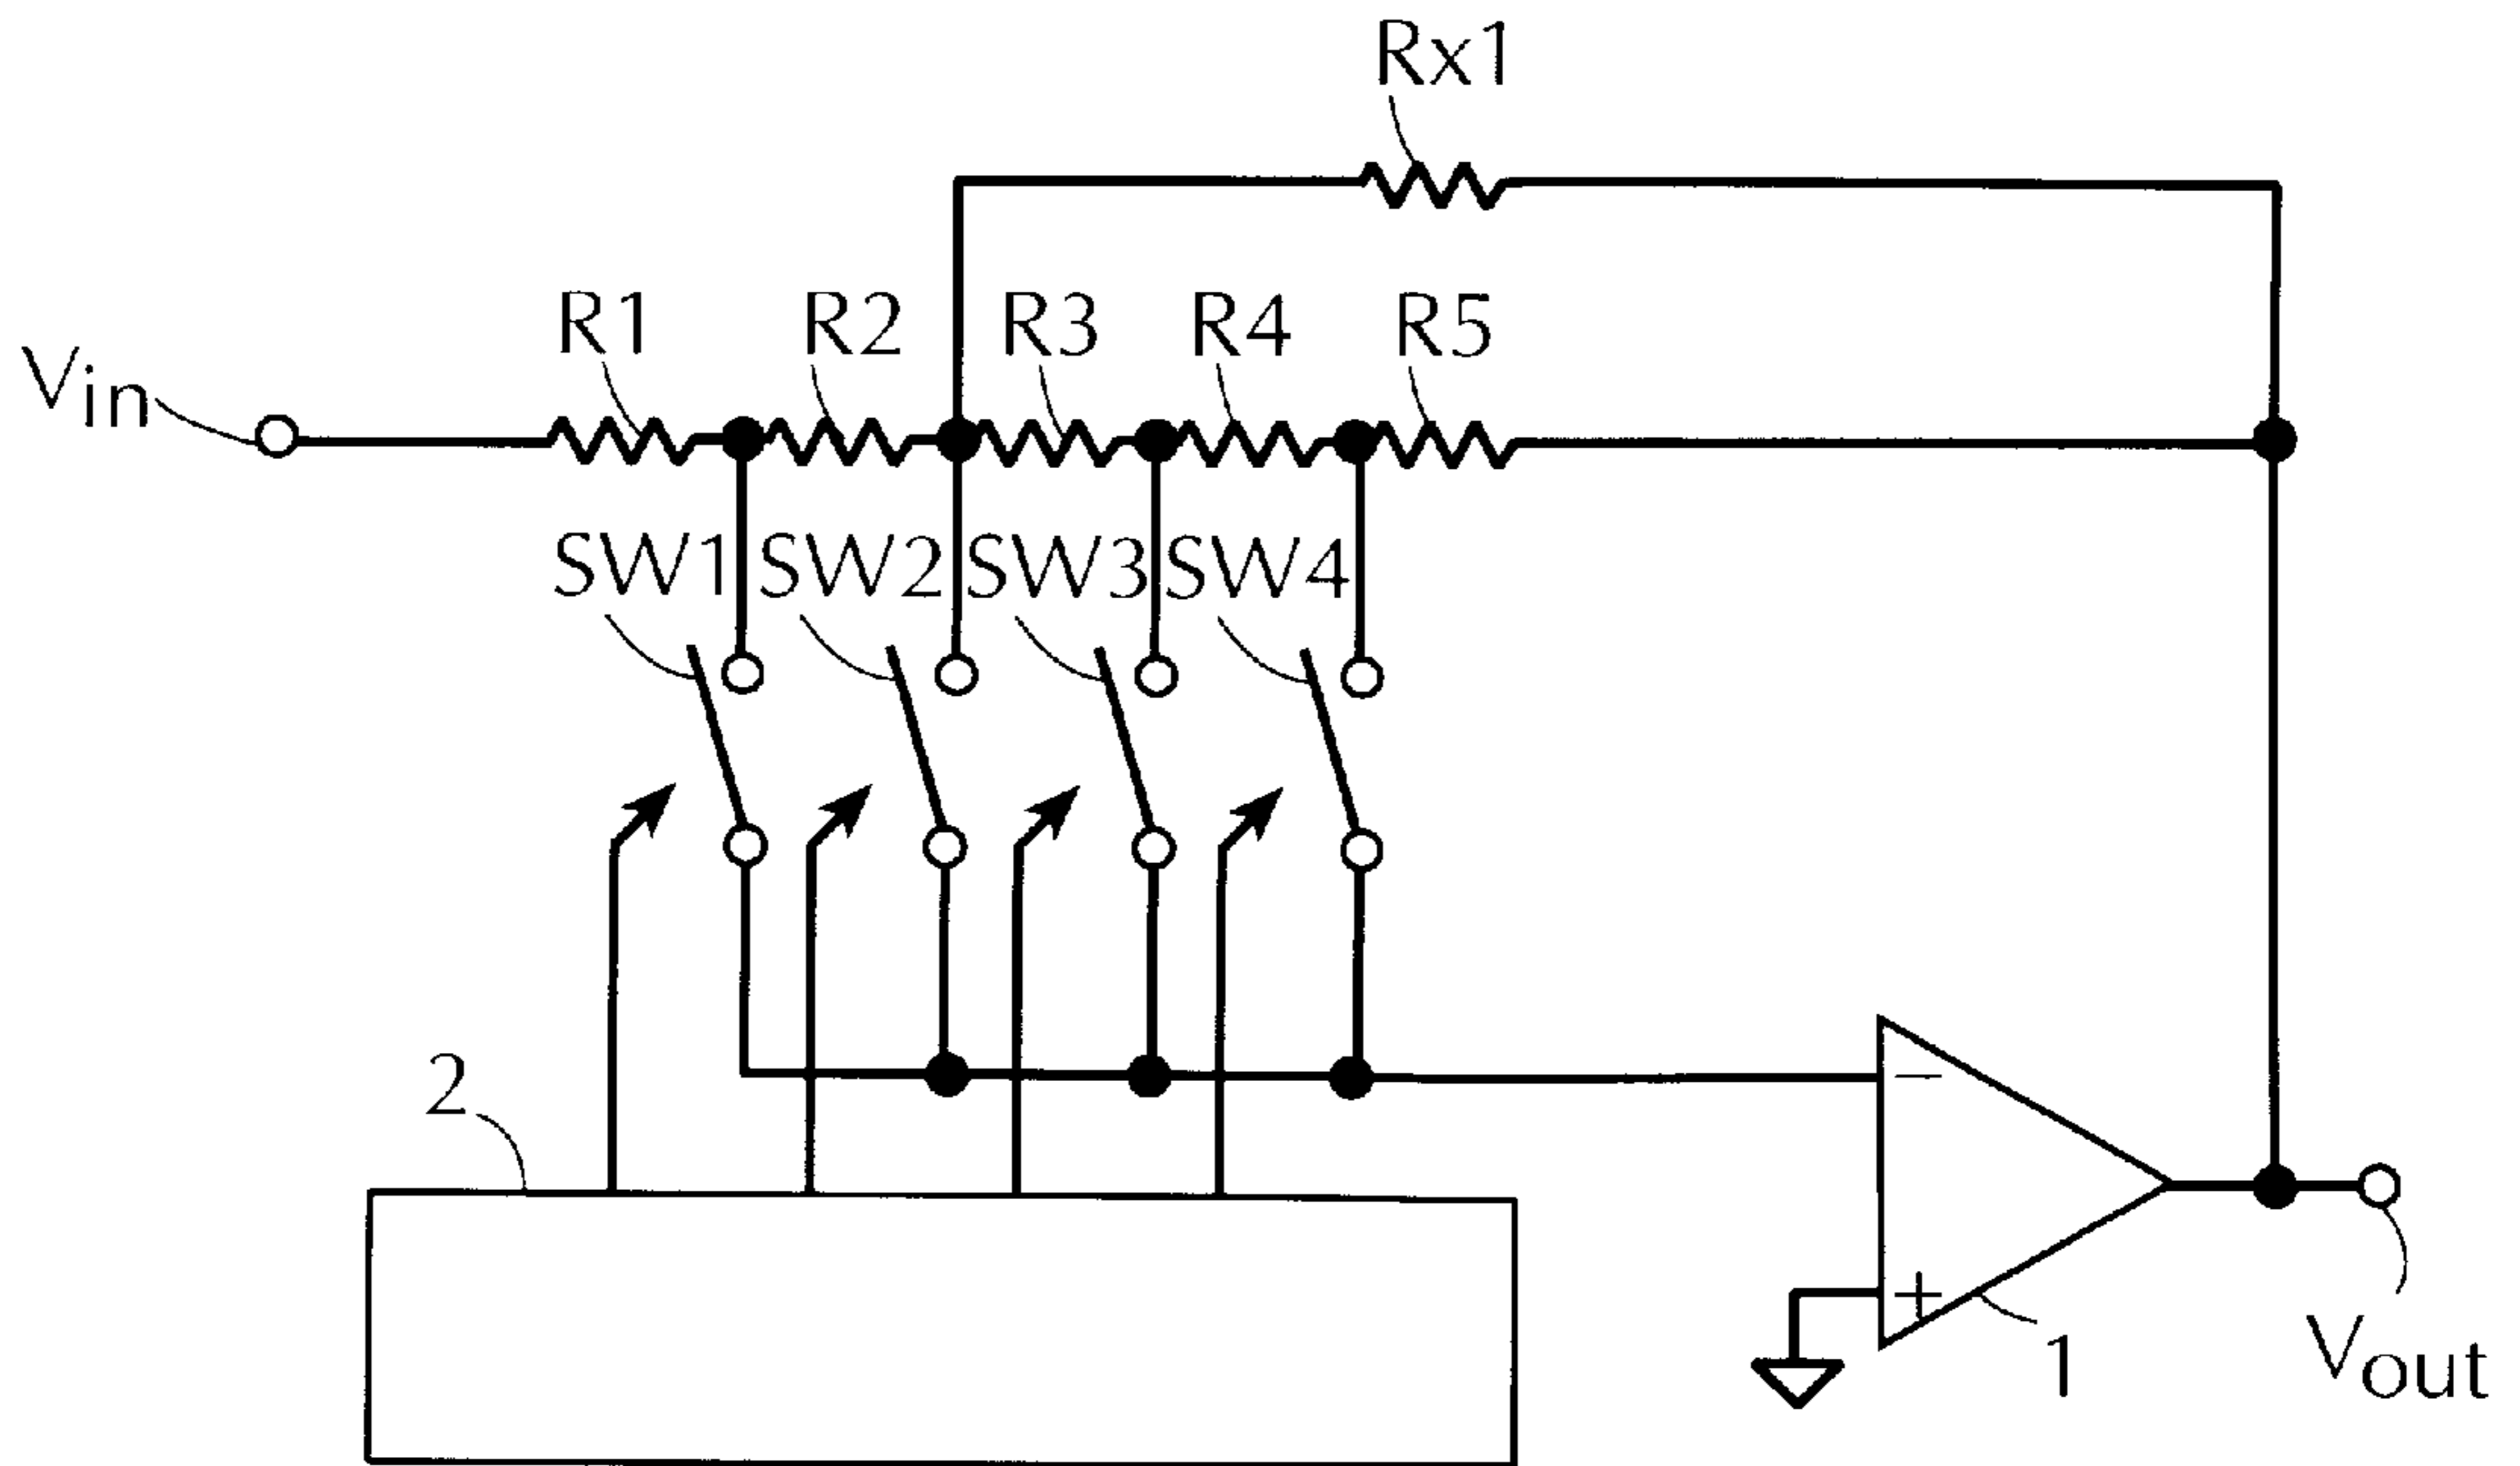 Rx1
R1 R2 R3 R4 R5
Vin
SW1 SW2 SW3 SW4
2
−
+
1
Vout